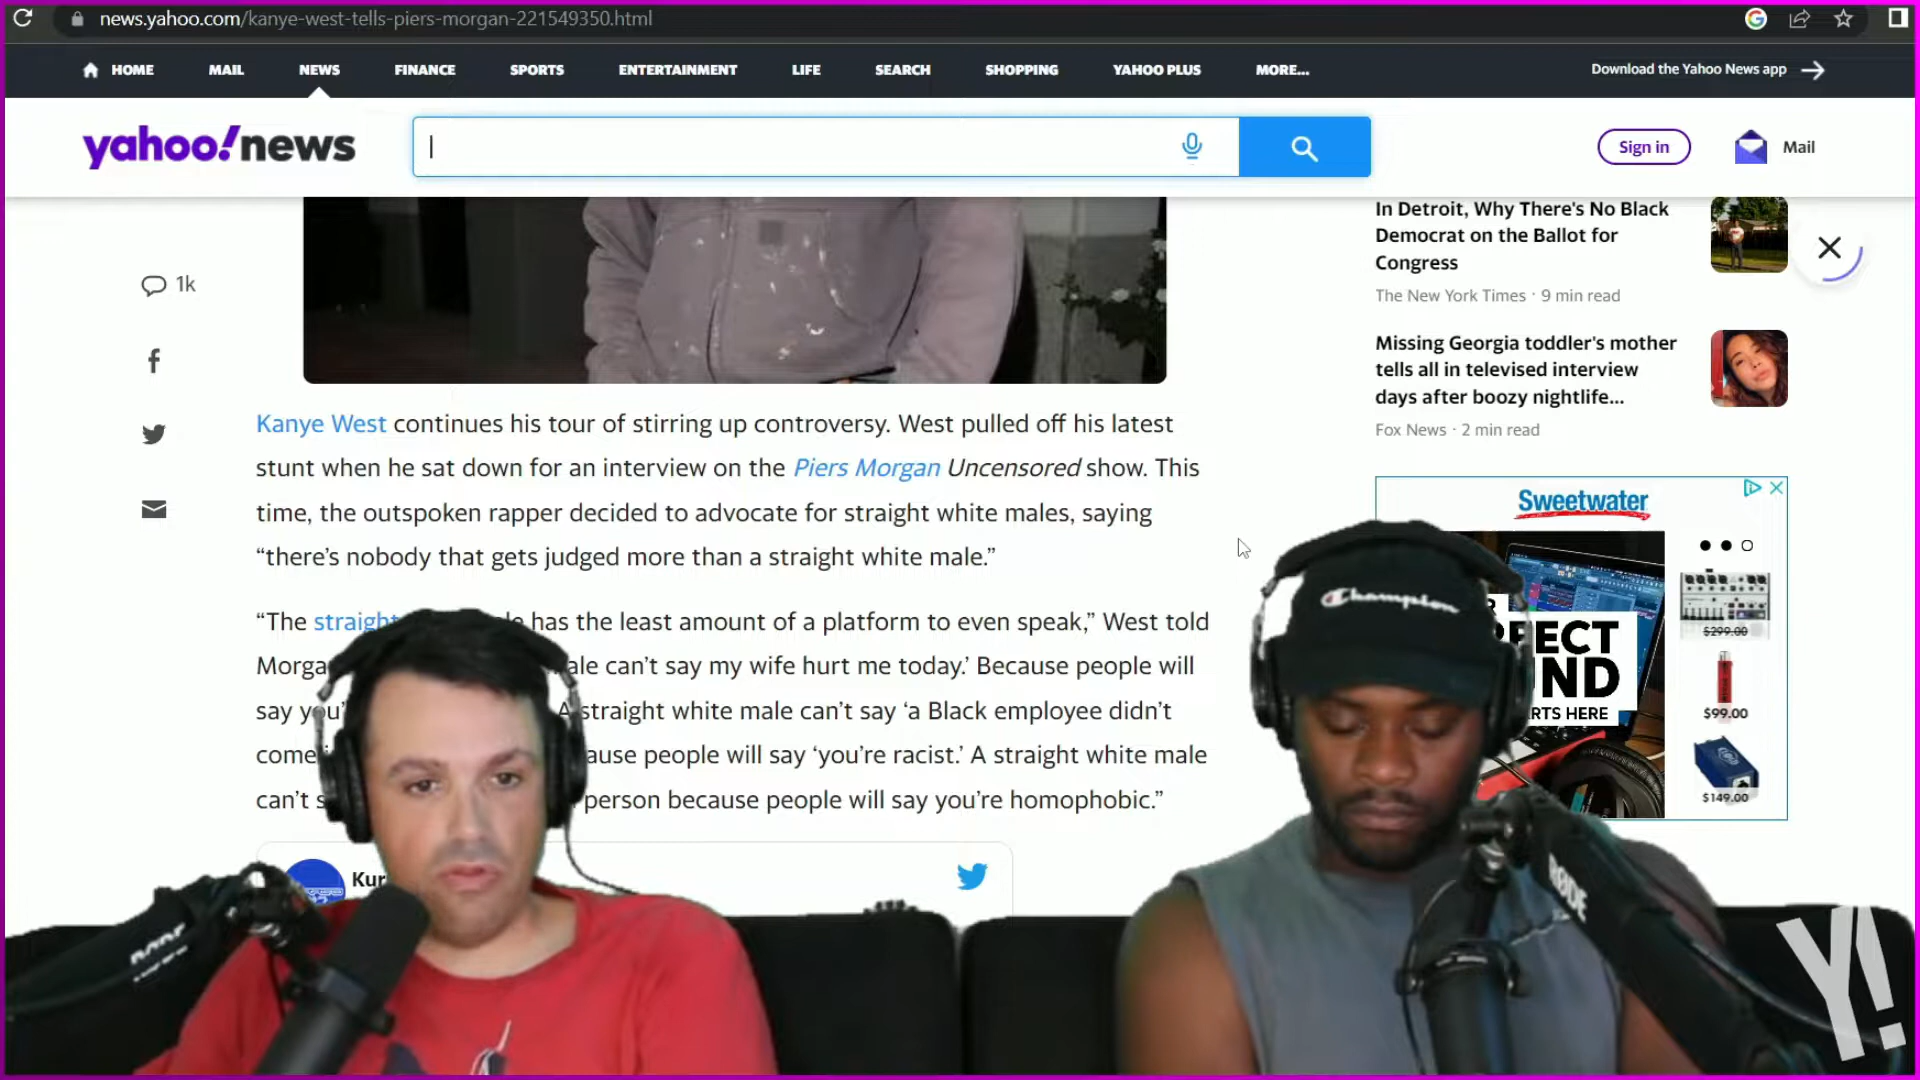 news.yahoo.com/kanye-west-tells-piers-morgan-221549350.html
HOME MAIL NEWS FINANCE SPORTS ENTERTAINMENT LIFE SEARCH SHOPPING YAHOO PLUS MORE... Download the Yahoo News app
yahoo!news
Sign in
Mail
1k
Kanye West continues his tour of stirring up controversy. West pulled off his latest
stunt when he sat down for an interview on the Piers Morgan Uncensored show. This
time, the outspoken rapper decided to advocate for straight white males, saying
“there’s nobody that gets judged more than a straight white male.”
“The straight has the least amount of a platform to even speak,” West told
can’t say my wife hurt me today.’ Because people will
say A straight white male can’t say ‘a Black employee didn’t
come people will say ‘you’re racist.’ A straight white male
can’t person because people will say you’re homophobic.”
In Detroit, Why There's No Black
Democrat on the Ballot for
Congress
The New York Times · 9 min read
Missing Georgia toddler's mother
tells all in televised interview
days after boozy nightlife...
Fox News · 2 min read
Sweetwater
$299.00
$99.00
$149.00
Champion
RODE
RODE
Y!